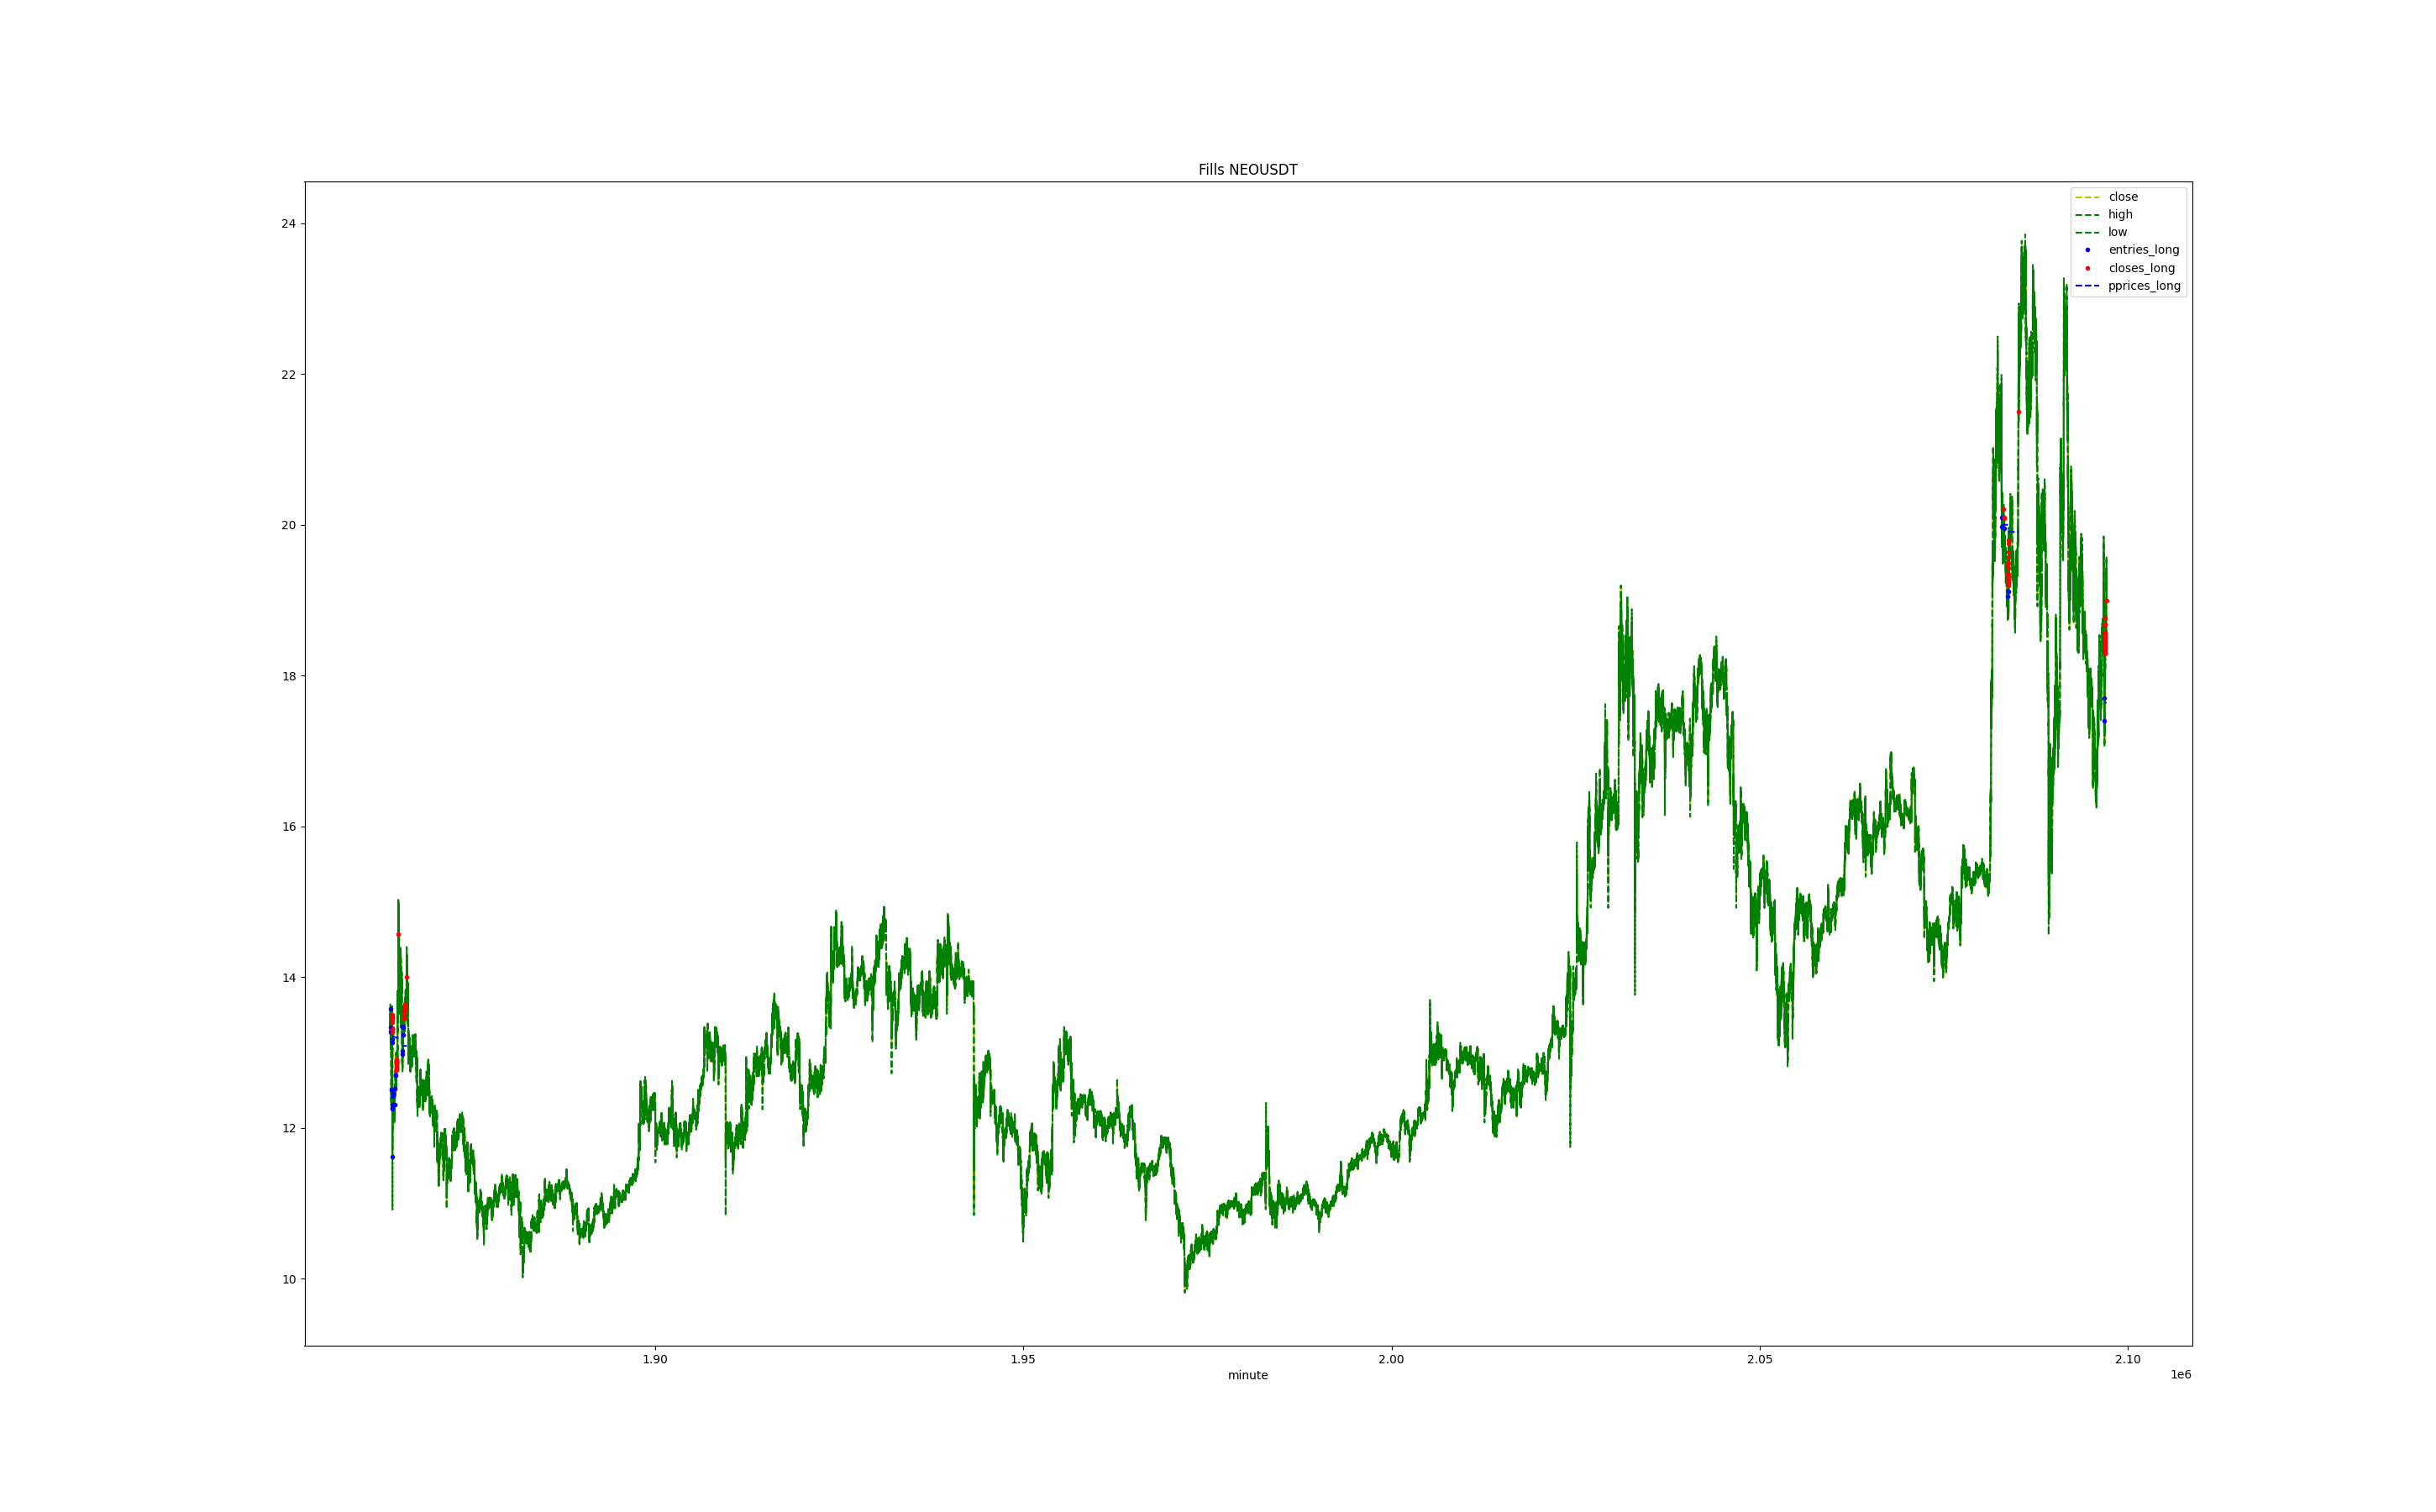 Fills NEOUSDT
close
high
low
entries_long
closes_long
pprices_long
24
22
20
18
16
14
12
10
1.90
1.95
2.00
2.05
2.10
minute
1e6